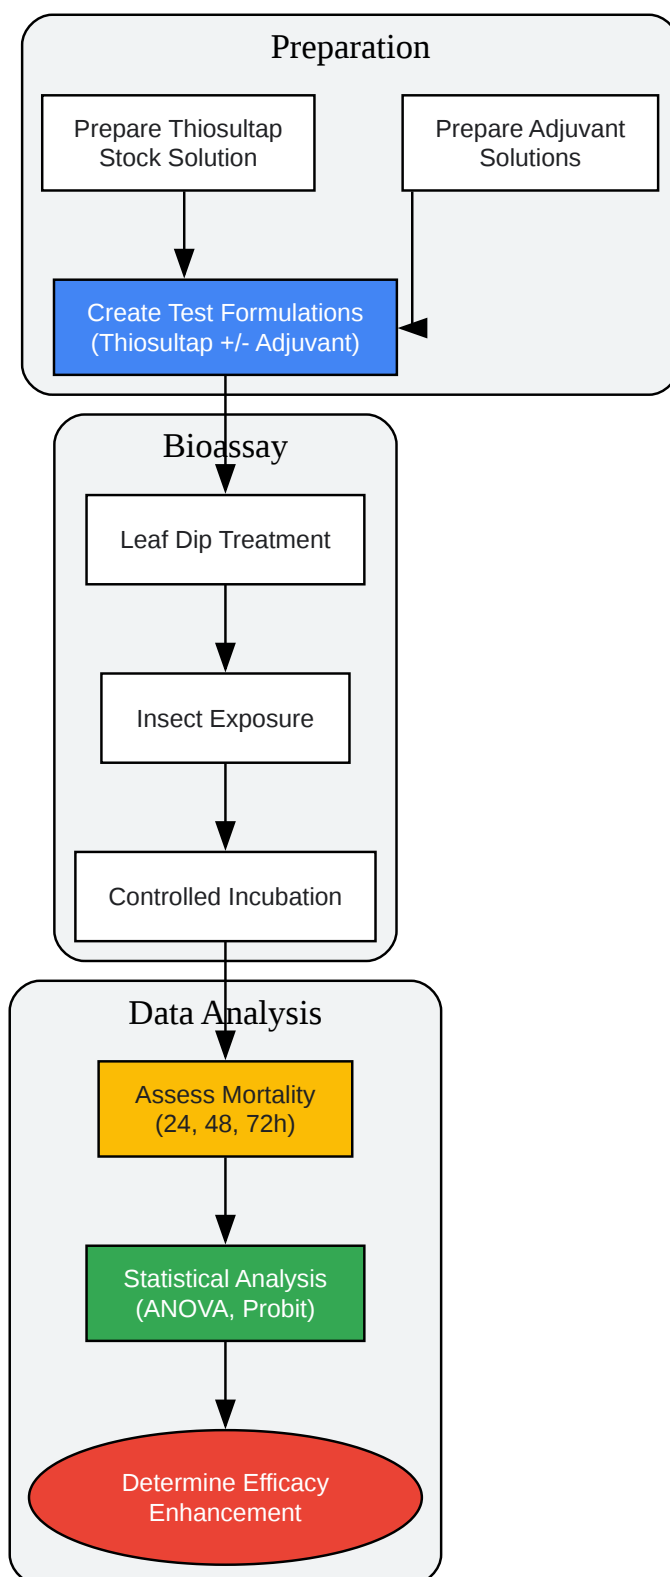 Preparation
Prepare Thiosultap
Stock Solution
Prepare Adjuvant
Solutions
Create Test Formulations
(Thiosultap +/- Adjuvant)
Bioassay
Leaf Dip Treatment
Insect Exposure
Controlled Incubation
Data Analysis
Assess Mortality
(24, 48, 72h)
Statistical Analysis
(ANOVA, Probit)
Determine Efficacy
Enhancement